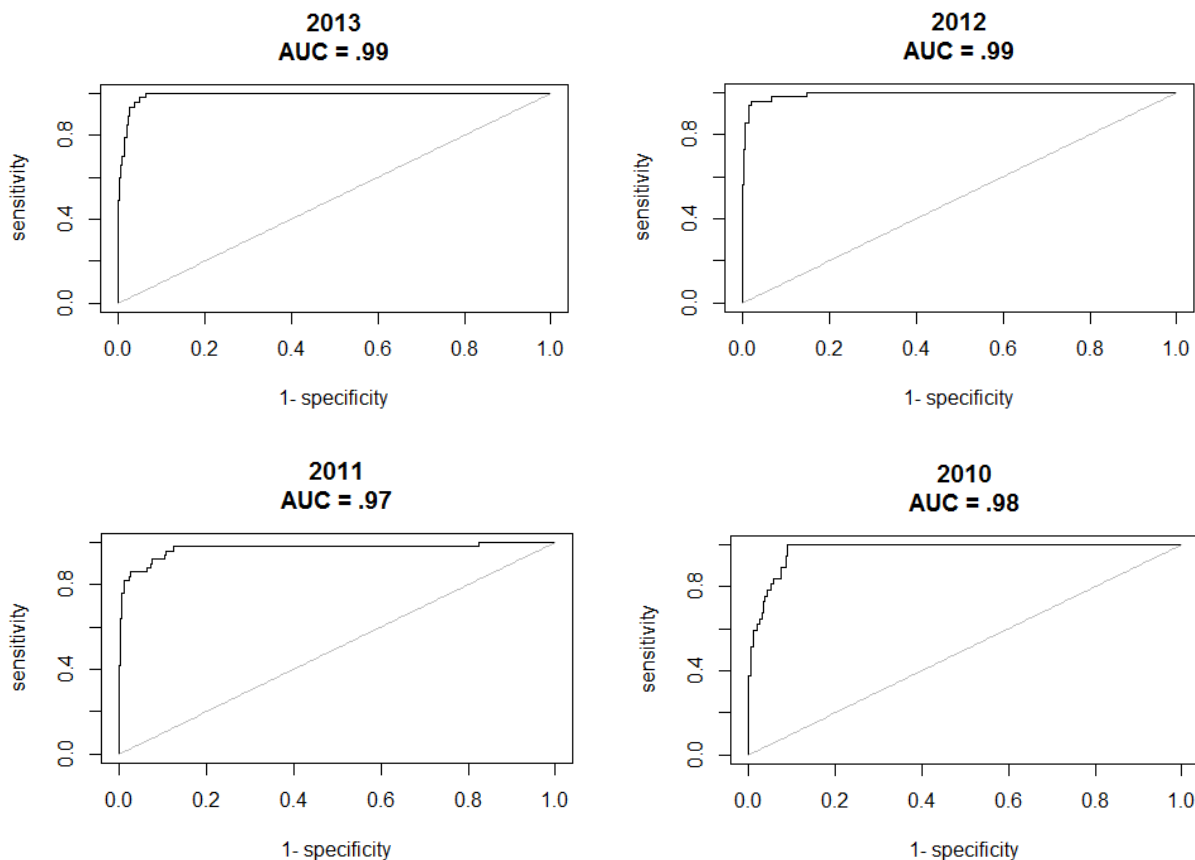 2013
AUC = .99
sensitivity
0.0 0.4 0.8
0.0 0.2 0.4 0.6 0.8 1.0
1- specificity
2012
AUC = .99
sensitivity
0.0 0.4 0.8
0.0 0.2 0.4 0.6 0.8 1.0
1- specificity
2011
AUC = .97
sensitivity
0.0 0.4 0.8
0.0 0.2 0.4 0.6 0.8 1.0
1- specificity
2010
AUC = .98
sensitivity
0.0 0.4 0.8
0.0 0.2 0.4 0.6 0.8 1.0
1- specificity